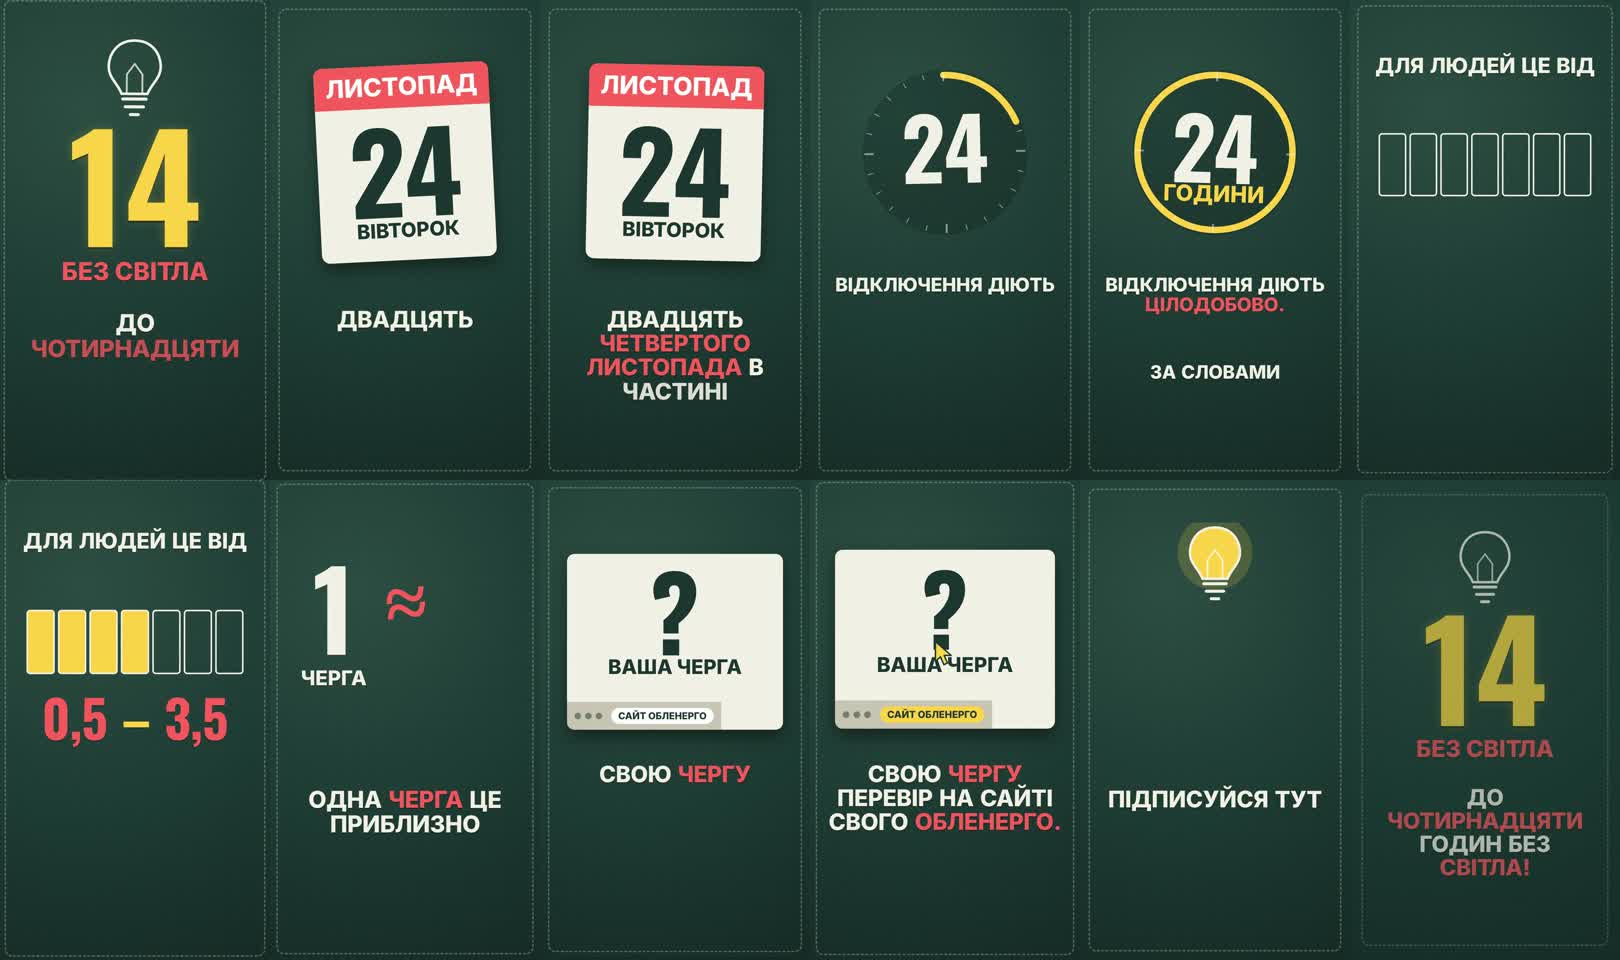 14
БЕЗ СВІТЛА
ДО
ЧОТИРНАДЦЯТИ
ЛИСТОПАД
24
ВІВТОРОК
ДВАДЦЯТЬ
ЛИСТОПАД
24
ВІВТОРОК
ДВАДЦЯТЬ
ЧЕТВЕРТОГО
ЛИСТОПАДА В
ЧАСТИНІ
24
ВІДКЛЮЧЕННЯ ДІЮТЬ
24
ГОДИНИ
ВІДКЛЮЧЕННЯ ДІЮТЬ
ЦІЛОДОБОВО.
ЗА СЛОВАМИ
ДЛЯ ЛЮДЕЙ ЦЕ ВІД
ДЛЯ ЛЮДЕЙ ЦЕ ВІД
0,5 – 3,5
1 ≈
ЧЕРГА
ОДНА ЧЕРГА ЦЕ
ПРИБЛИЗНО
?
ВАША ЧЕРГА
САЙТ ОБЛЕНЕРГО
СВОЮ ЧЕРГУ
?
ВАША ЧЕРГА
САЙТ ОБЛЕНЕРГО
СВОЮ ЧЕРГУ
ПЕРЕВІР НА САЙТІ
СВОГО ОБЛЕНЕРГО.
ПІДПИСУЙСЯ ТУТ
14
БЕЗ СВІТЛА
ДО
ЧОТИРНАДЦЯТИ
ГОДИН БЕЗ
СВІТЛА!